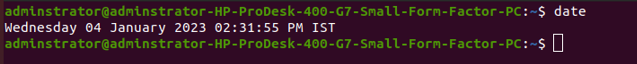 adminstrator@adminstrator-HP-ProDesk-400-G7-Small-Form-Factor-PC:~$ date
Wednesday 04 January 2023 02:31:55 PM IST
adminstrator@adminstrator-HP-ProDesk-400-G7-Small-Form-Factor-PC:~$